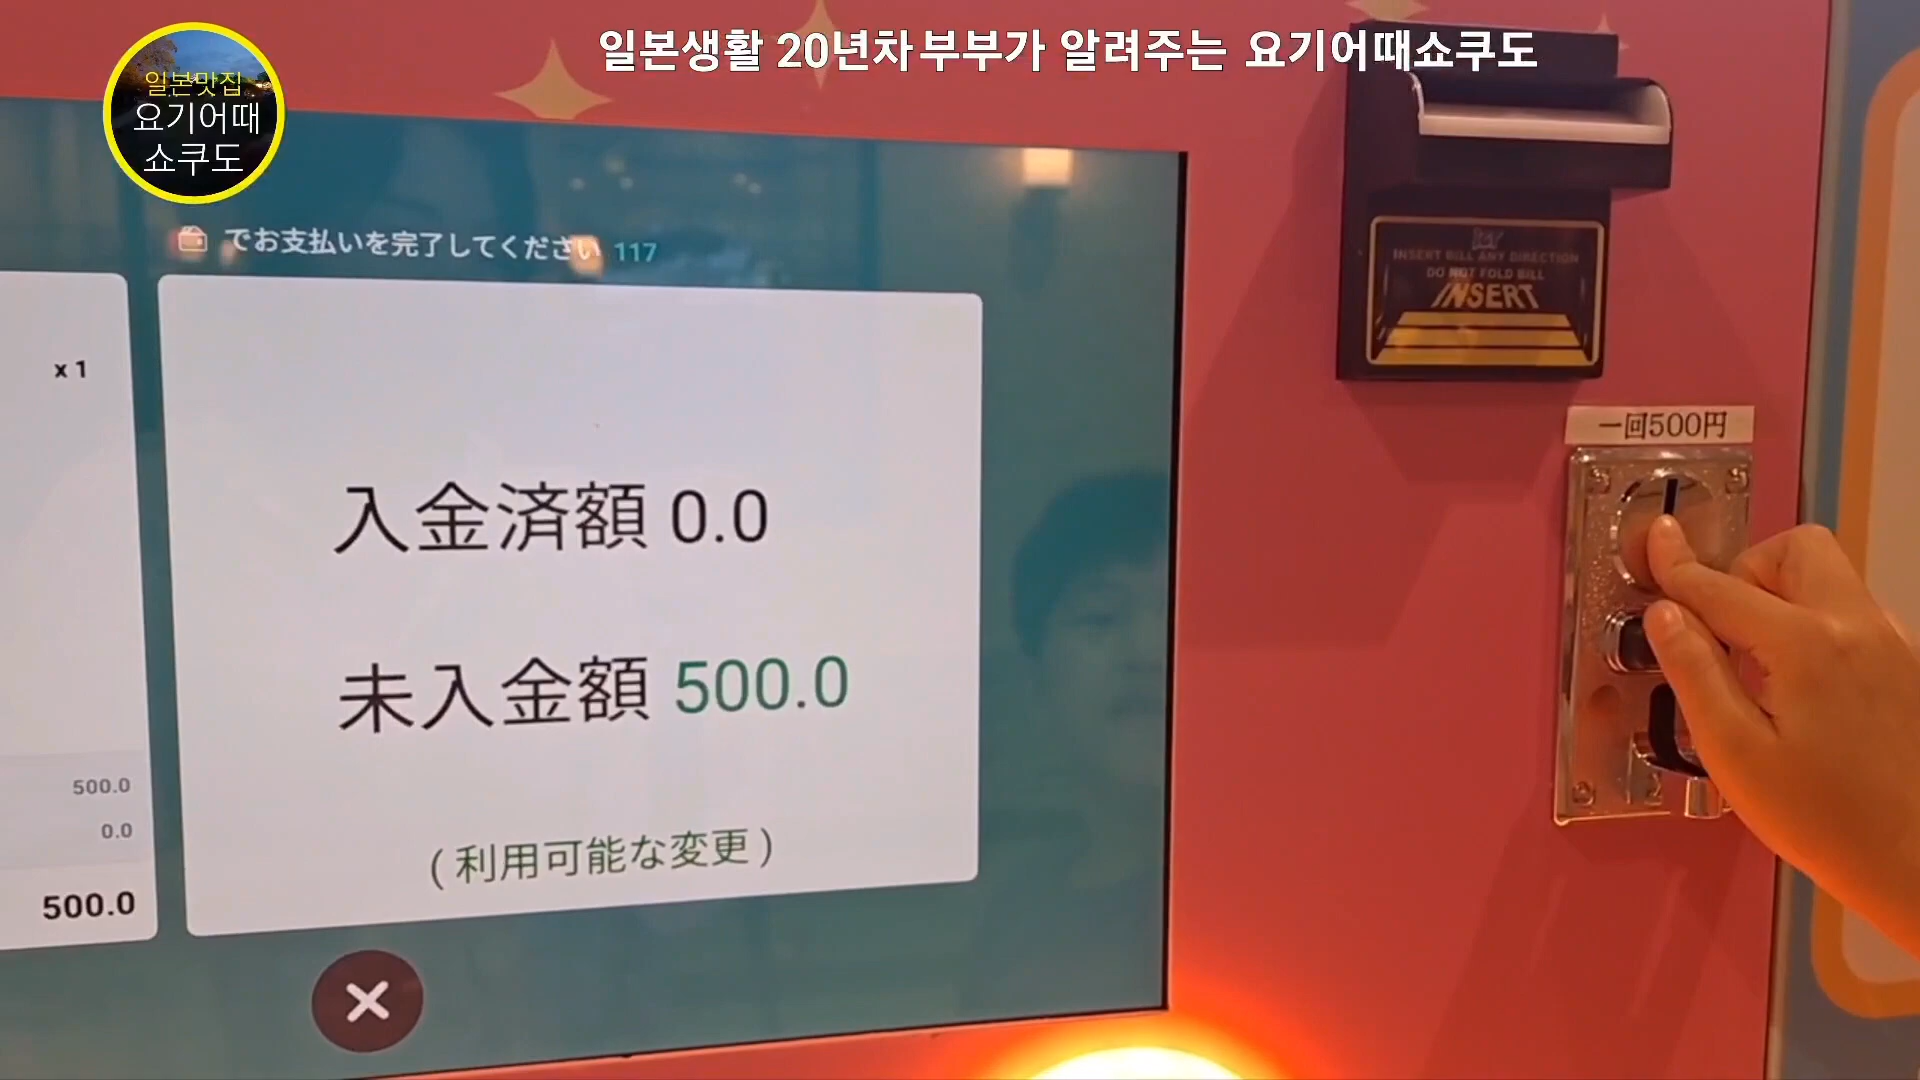 일본생활 20년차 부부가 알려주는 요기어때쇼쿠도
일본맛집
요기어때
쇼쿠도
でお支払いを完了してください 117
x 1
入金済額 0.0
未入金額 500.0
(利用可能な変更)
500.0
0.0
500.0
INSERT BILL ANY DIRECTION
DO NOT FOLD BILL
INSERT
一回500円